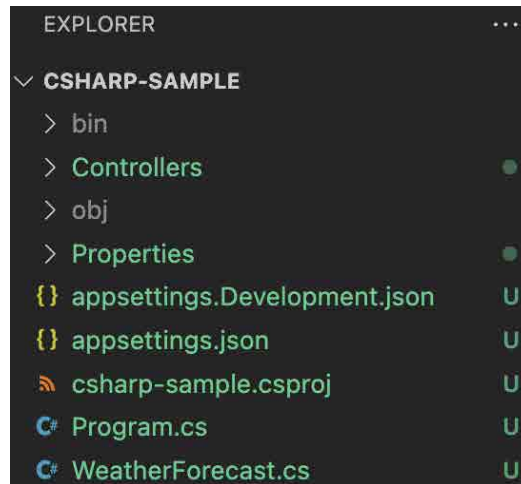 EXPLORER ...
CSHARP-SAMPLE
bin
Controllers
obj
Properties
{} appsettings.Development.json U
{} appsettings.json U
csharp-sample.csproj U
C# Program.cs U
C# WeatherForecast.cs U